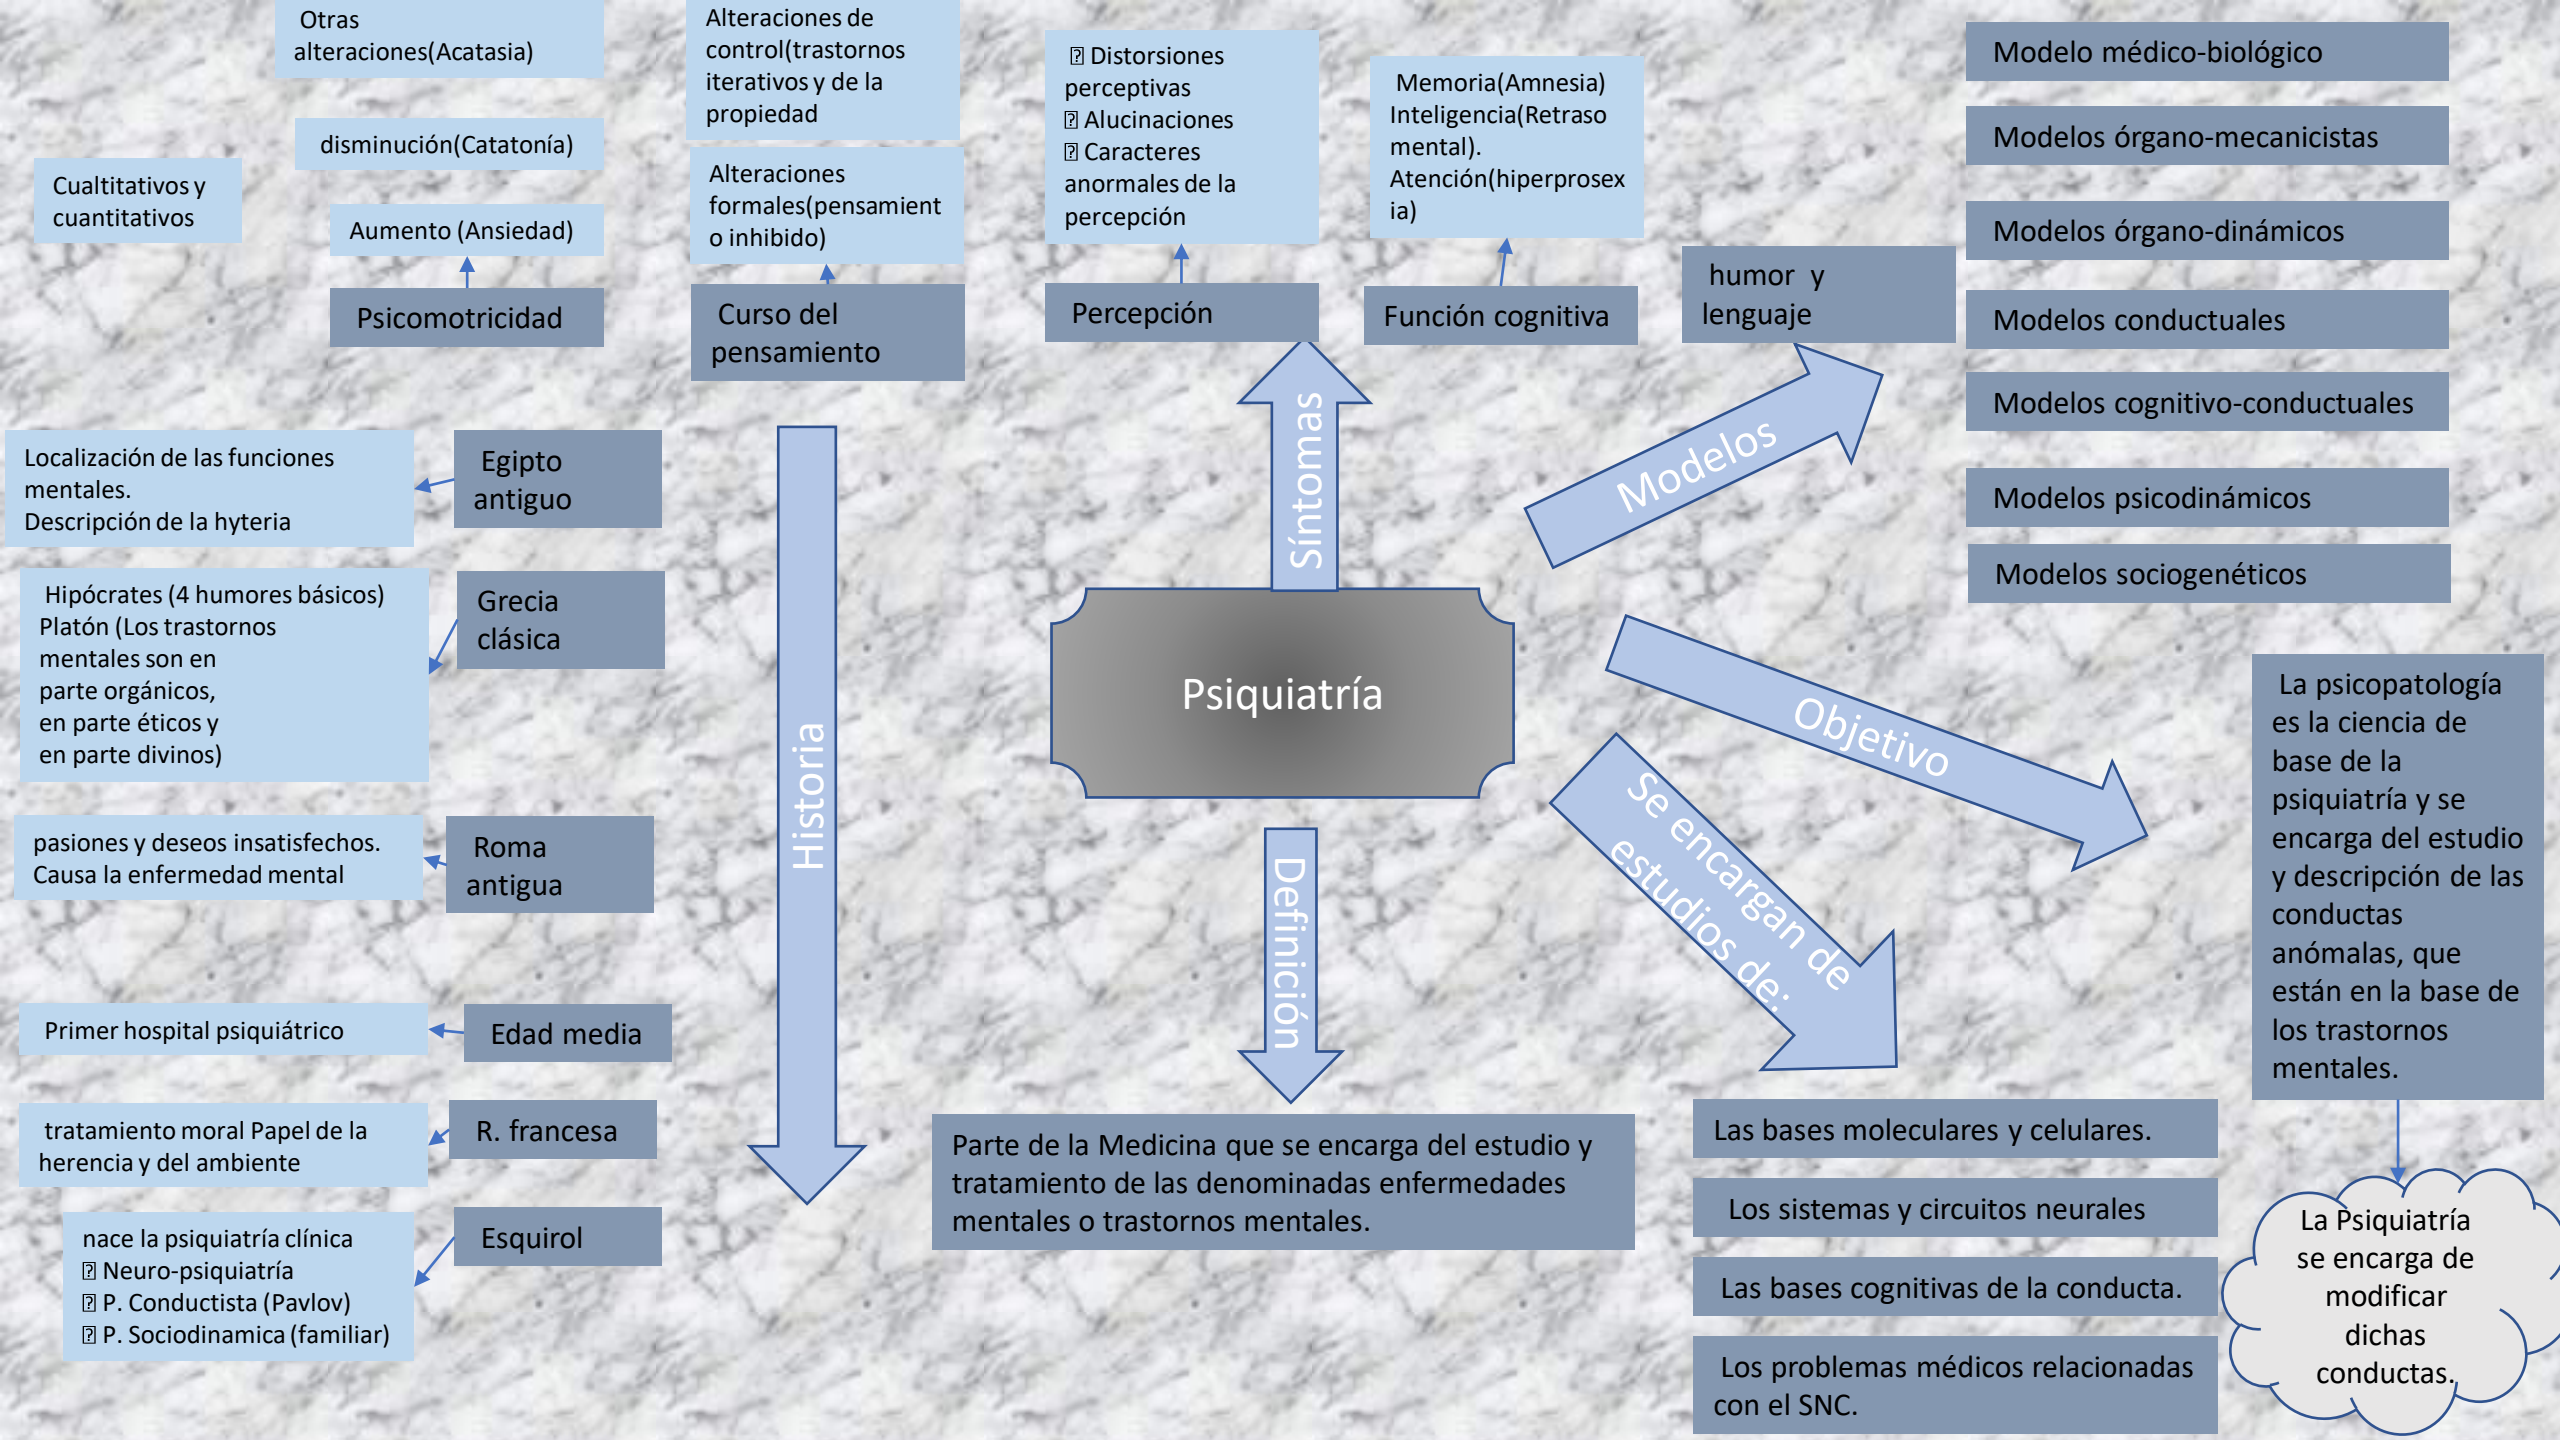 Otras
alteraciones(Acatasia)
disminución(Catatonía)
Cualtitativos y
cuantitativos
Aumento (Ansiedad)
Psicomotricidad
Alteraciones de
control(trastornos
iterativos y de la
propiedad
Alteraciones
formales(pensamient
o inhibido)
Curso del
pensamiento
Distorsiones
perceptivas
Alucinaciones
Caracteres
anormales de la
percepción
Percepción
Memoria(Amnesia)
Inteligencia(Retraso
mental).
Atención(hiperprosex
ia)
Función cognitiva
humor y
lenguaje
Modelo médico-biológico
Modelos órgano-mecanicistas
Modelos órgano-dinámicos
Modelos conductuales
Modelos cognitivo-conductuales
Modelos psicodinámicos
Modelos sociogenéticos
Síntomas
Modelos
Psiquiatría
Objetivo
Se encargan de
estudios de:
Definición
Historia
Localización de las funciones
mentales.
Descripción de la hyteria
Egipto
antiguo
Hipócrates (4 humores básicos)
Platón (Los trastornos
mentales son en
parte orgánicos,
en parte éticos y
en parte divinos)
Grecia
clásica
pasiones y deseos insatisfechos.
Causa la enfermedad mental
Roma
antigua
Primer hospital psiquiátrico
Edad media
tratamiento moral Papel de la
herencia y del ambiente
R. francesa
nace la psiquiatría clínica
Neuro-psiquiatría
P. Conductista (Pavlov)
P. Sociodinamica (familiar)
Esquirol
Parte de la Medicina que se encarga del estudio y
tratamiento de las denominadas enfermedades
mentales o trastornos mentales.
Las bases moleculares y celulares.
Los sistemas y circuitos neurales
Las bases cognitivas de la conducta.
Los problemas médicos relacionadas
con el SNC.
La psicopatología
es la ciencia de
base de la
psiquiatría y se
encarga del estudio
y descripción de las
conductas
anómalas, que
están en la base de
los trastornos
mentales.
La Psiquiatría
se encarga de
modificar
dichas
conductas.